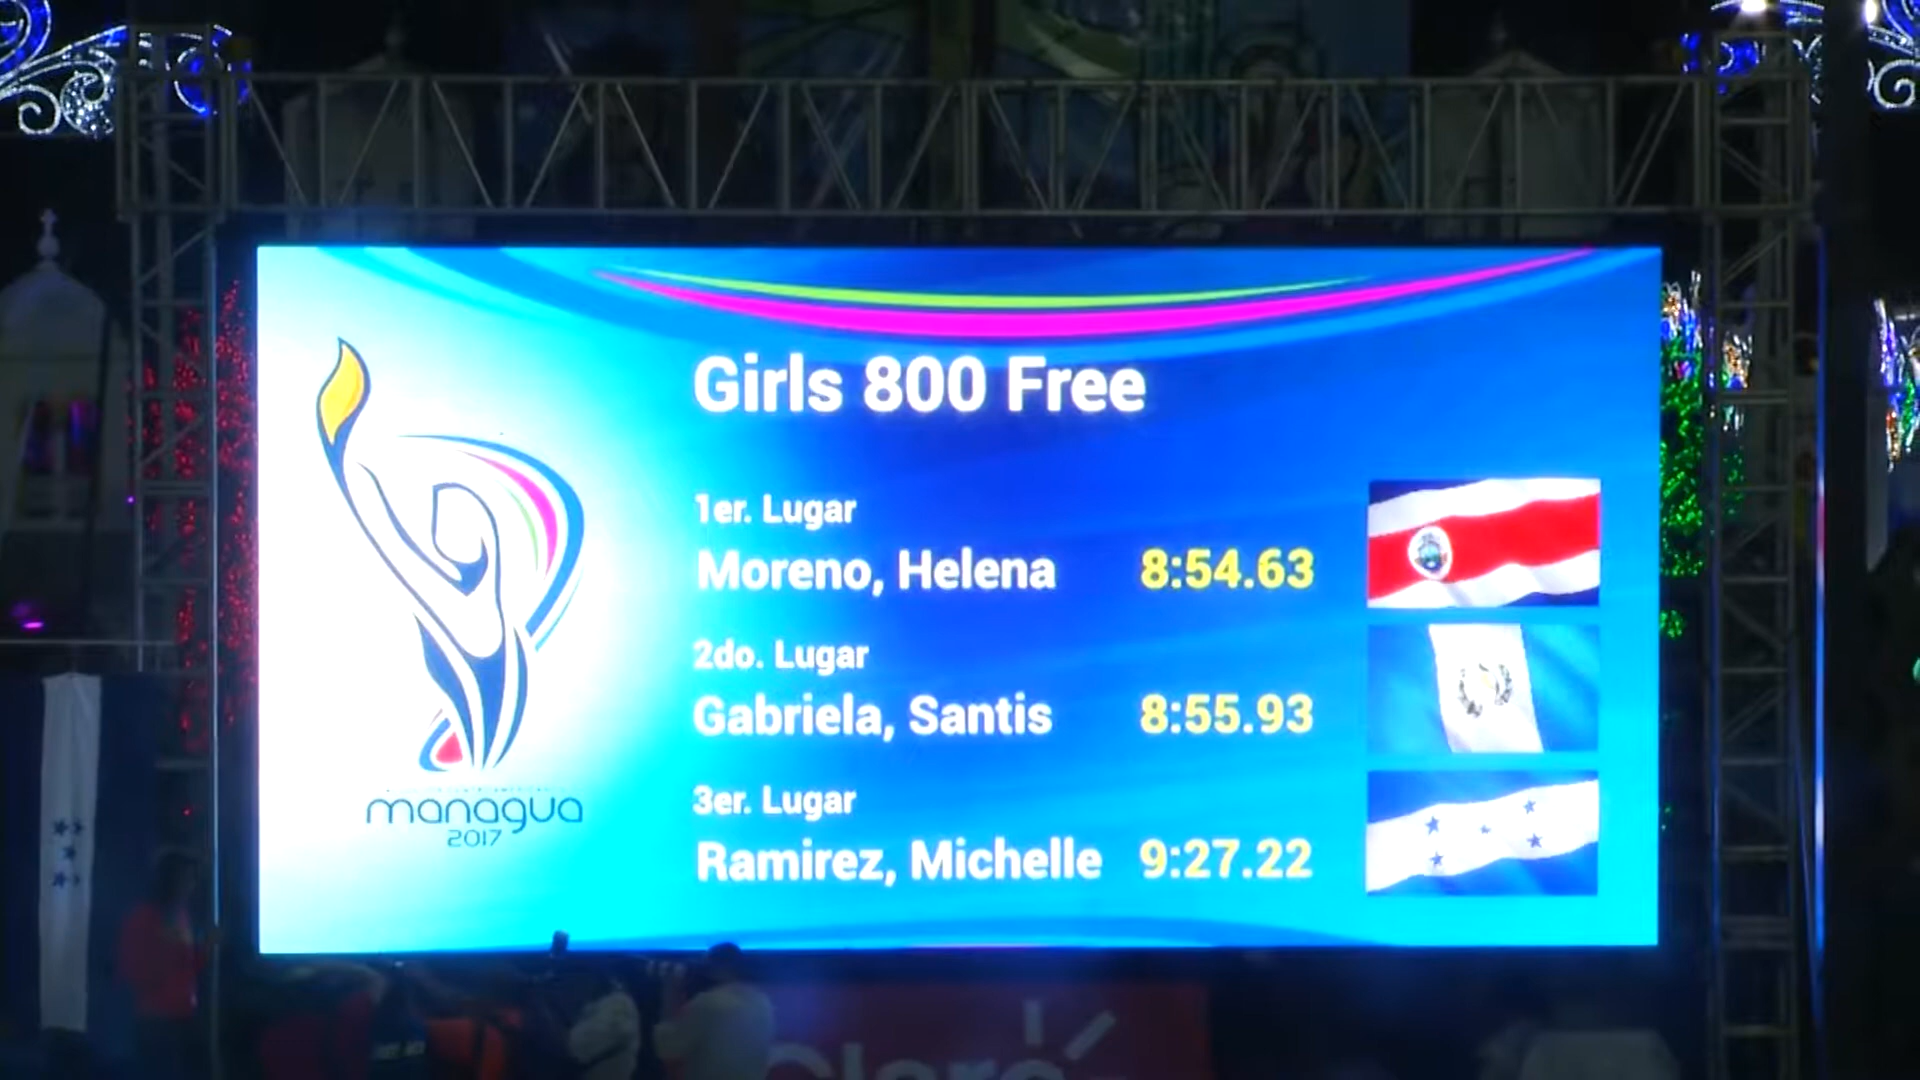 Girls 800 Free
1er. Lugar
Moreno, Helena 8:54.63
2do. Lugar
Gabriela, Santis 8:55.93
3er. Lugar
Ramirez, Michelle 9:27.22
managua
2017
Claro